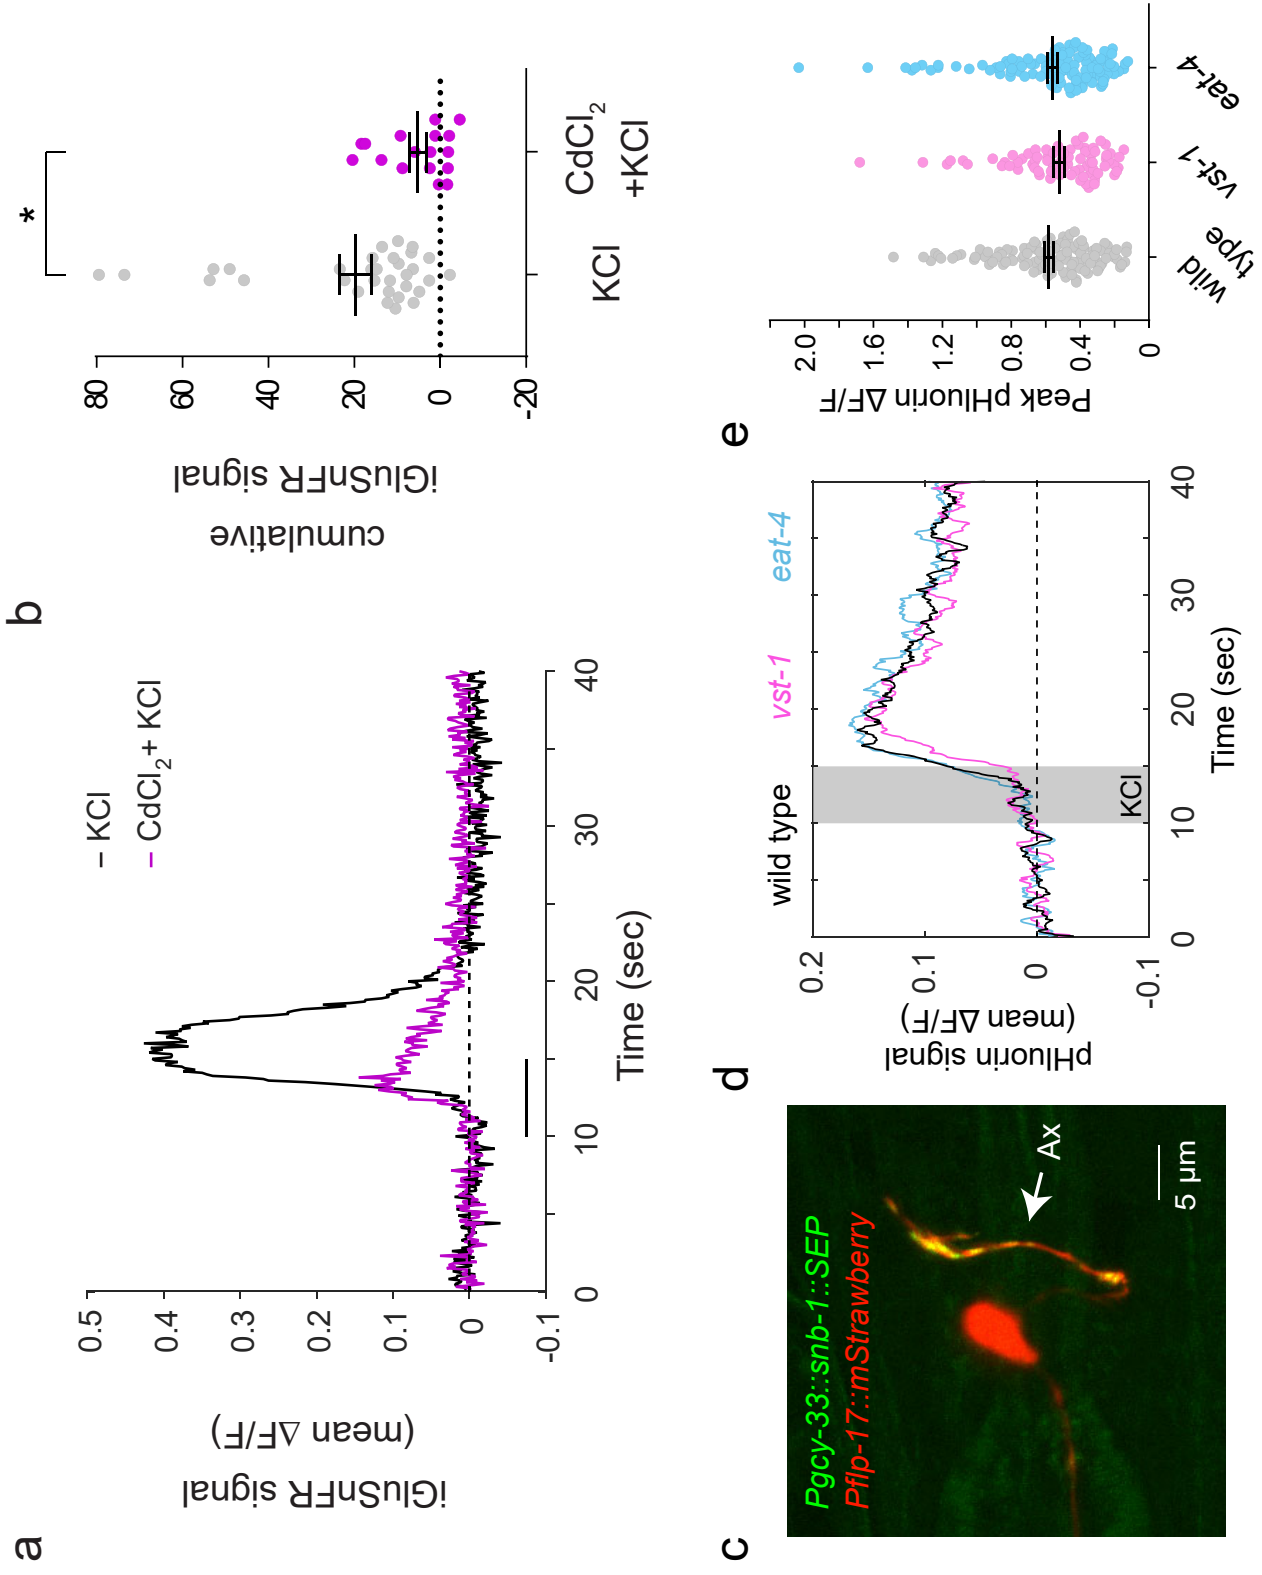 a
iGluSnFR signal
(mean ΔF/F)
0.5
0.4
0.3
0.2
0.1
0
-0.1
0
10
20
30
40
Time (sec)
KCl
CdCl2+ KCl
b
cumulative
iGluSnFR signal
80
60
40
20
0
-20
*
KCl
CdCl2
+KCl
c
Pgcy-33::snb-1::SEP
Pflp-17::mStrawberry
Ax
5 µm
d
pHluorin signal
(mean ΔF/F)
0.2
0.1
0
-0.1
wild type vst-1 eat-4
KCl
0
10
20
30
40
Time (sec)
e
Peak pHluorin ΔF/F
2.0
1.6
1.2
0.8
0.4
0
wild
type
vst-1
eat-4